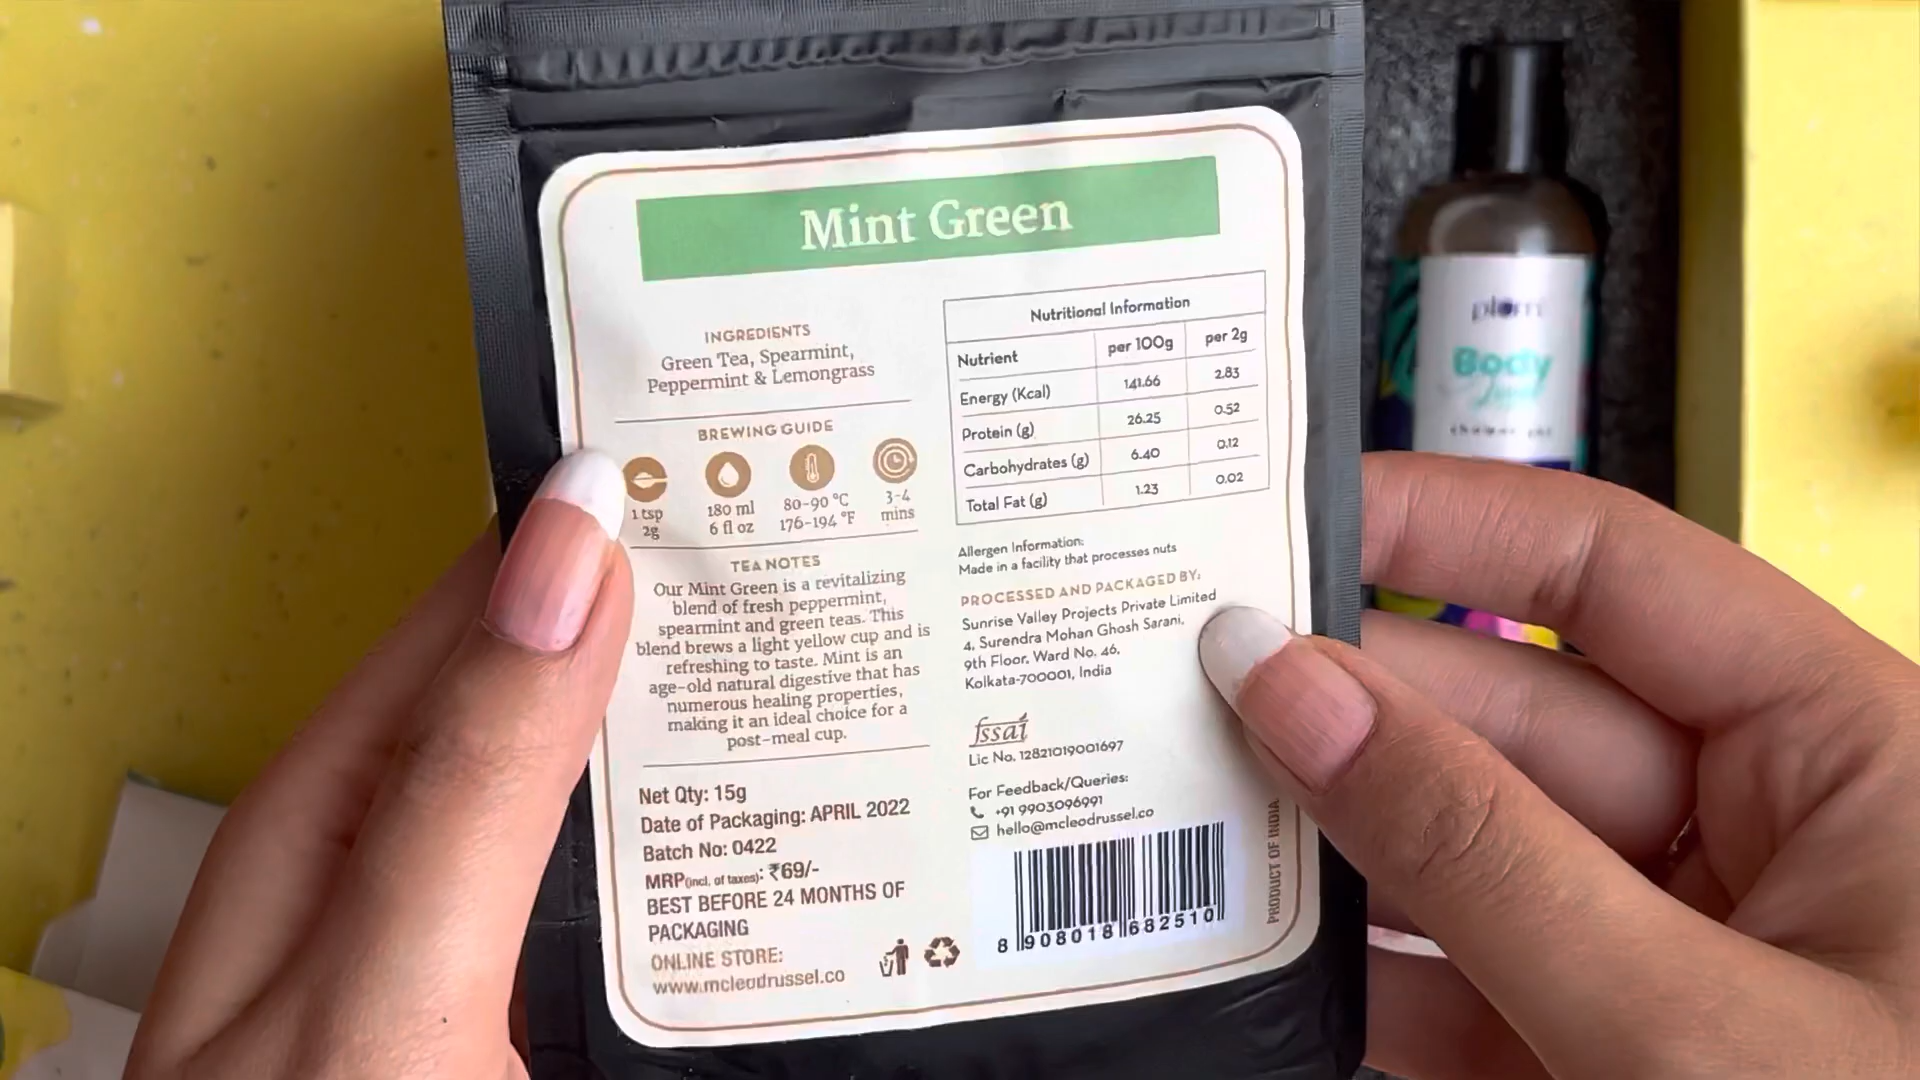 Mint Green
INGREDIENTS
Green Tea, Spearmint,
Peppermint & Lemongrass
BREWING GUIDE
1 tsp
2g
180 ml
6 fl oz
80-90 °C
176-194 °F
3-4
mins
TEA NOTES
Our Mint Green is a revitalizing
blend of fresh peppermint,
spearmint and green teas. This
blend brews a light yellow cup and is
refreshing to taste. Mint is an
age-old natural digestive that has
numerous healing properties,
making it an ideal choice for a
post-meal cup.
Net Qty: 15g
Date of Packaging: APRIL 2022
Batch No: 0422
MRP(incl. of taxes): ₹69/-
BEST BEFORE 24 MONTHS OF
PACKAGING
ONLINE STORE:
www.mcleodrussel.co
Nutritional Information
Nutrient per 100g per 2g
Energy (Kcal) 141.66 2.83
Protein (g) 26.25 0.52
Carbohydrates (g) 6.40 0.12
Total Fat (g) 1.23 0.02
Allergen Information:
Made in a facility that processes nuts
PROCESSED AND PACKAGED BY:
Sunrise Valley Projects Private Limited
4, Surendra Mohan Ghosh Sarani,
9th Floor, Ward No. 46,
Kolkata-700001, India
fssai
Lic No. 12821019001697
For Feedback/Queries:
+91 9903096991
hello@mcleodrussel.co
8 908018 682510
PRODUCT OF INDIA
plum
Body